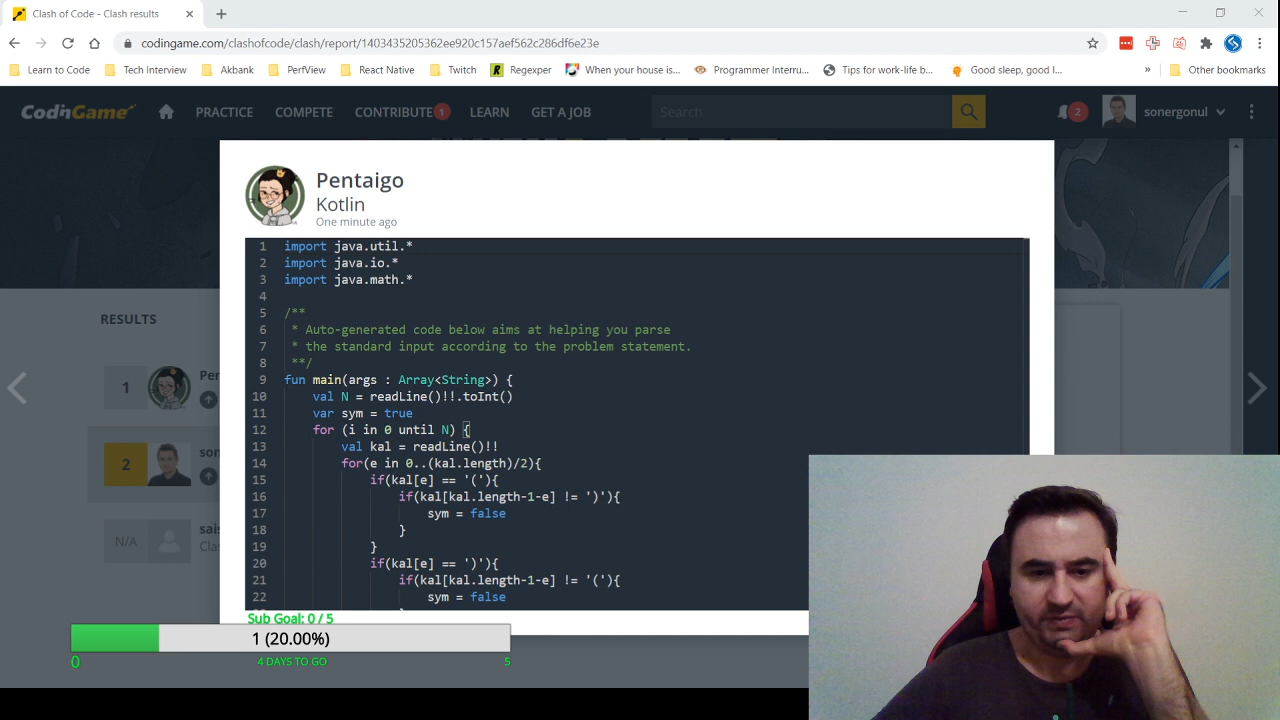 Clash of Code - Clash results
codingame.com/clashofcode/clash/report/1403435205362ee920c157aef562c286df6e23e
Learn to Code Tech Interview Akbank PerfView React Native Twitch Regexper When your house is... Programmer Interru... Tips for work-life b... Good sleep, good l... » Other bookmarks
CodinGame PRACTICE COMPETE CONTRIBUTE 1 LEARN GET A JOB Search 2 sonergonul
Pentaigo
Kotlin
One minute ago
1 import java.util.*
2 import java.io.*
3 import java.math.*
4
5 /**
6 * Auto-generated code below aims at helping you parse
7 * the standard input according to the problem statement.
8 **/
9 fun main(args : Array<String>) {
10 val N = readLine()!!.toInt()
11 var sym = true
12 for (i in 0 until N) {
13 val kal = readLine()!!
14 for(e in 0..(kal.length)/2){
15 if(kal[e] == '('){
16 if(kal[kal.length-1-e] != ')'){
17 sym = false
18 }
19 }
20 if(kal[e] == ')'){
21 if(kal[kal.length-1-e] != '('){
22 sym = false
RESULTS
1 Per
2 son
N/A sais
Cla
Sub Goal: 0 / 5
1 (20.00%)
0 4 DAYS TO GO 5